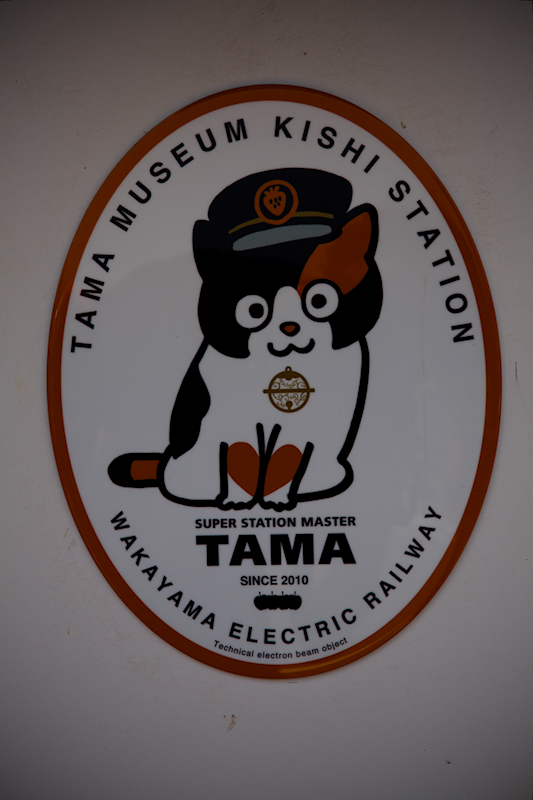 TAMA MUSEUM KISHI STATION
SUPER STATION MASTER
TAMA
SINCE 2010
WAKAYAMA ELECTRIC RAILWAY
Technical electron beam object